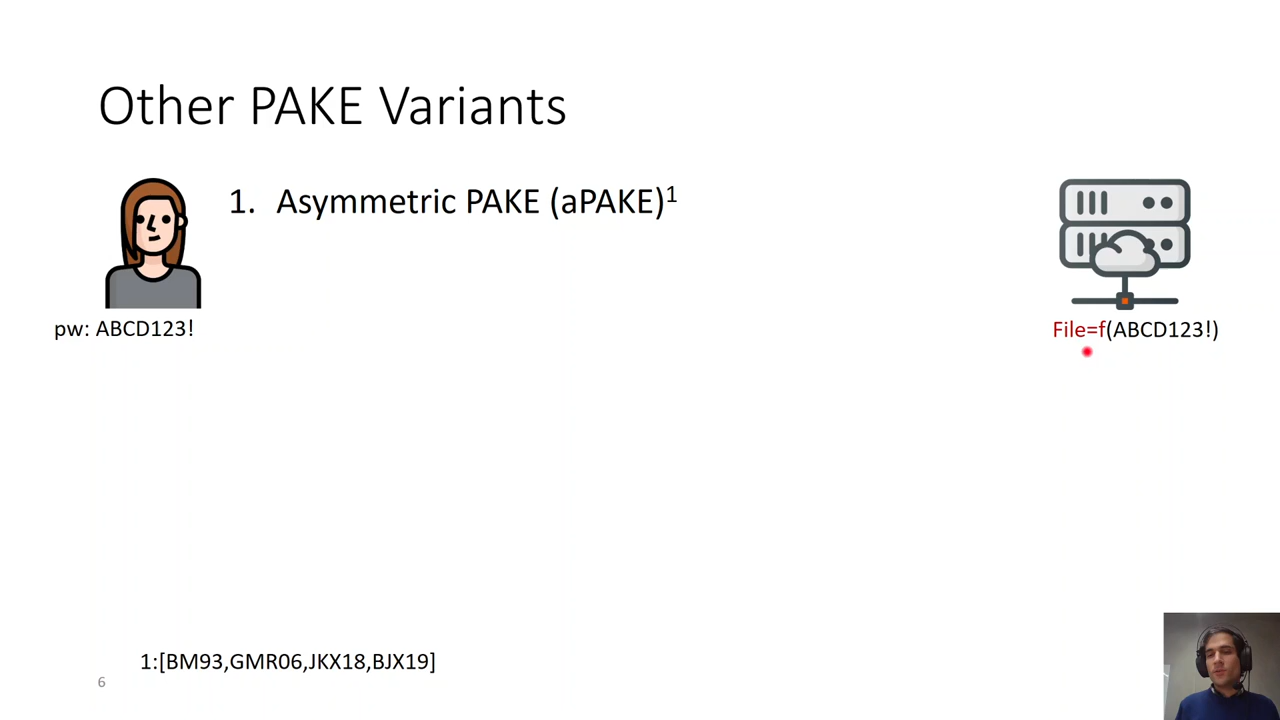 Other PAKE Variants
1. Asymmetric PAKE (aPAKE)1
pw: ABCD123!
File=f(ABCD123!)
1:[BM93,GMR06,JKX18,BJX19]
6